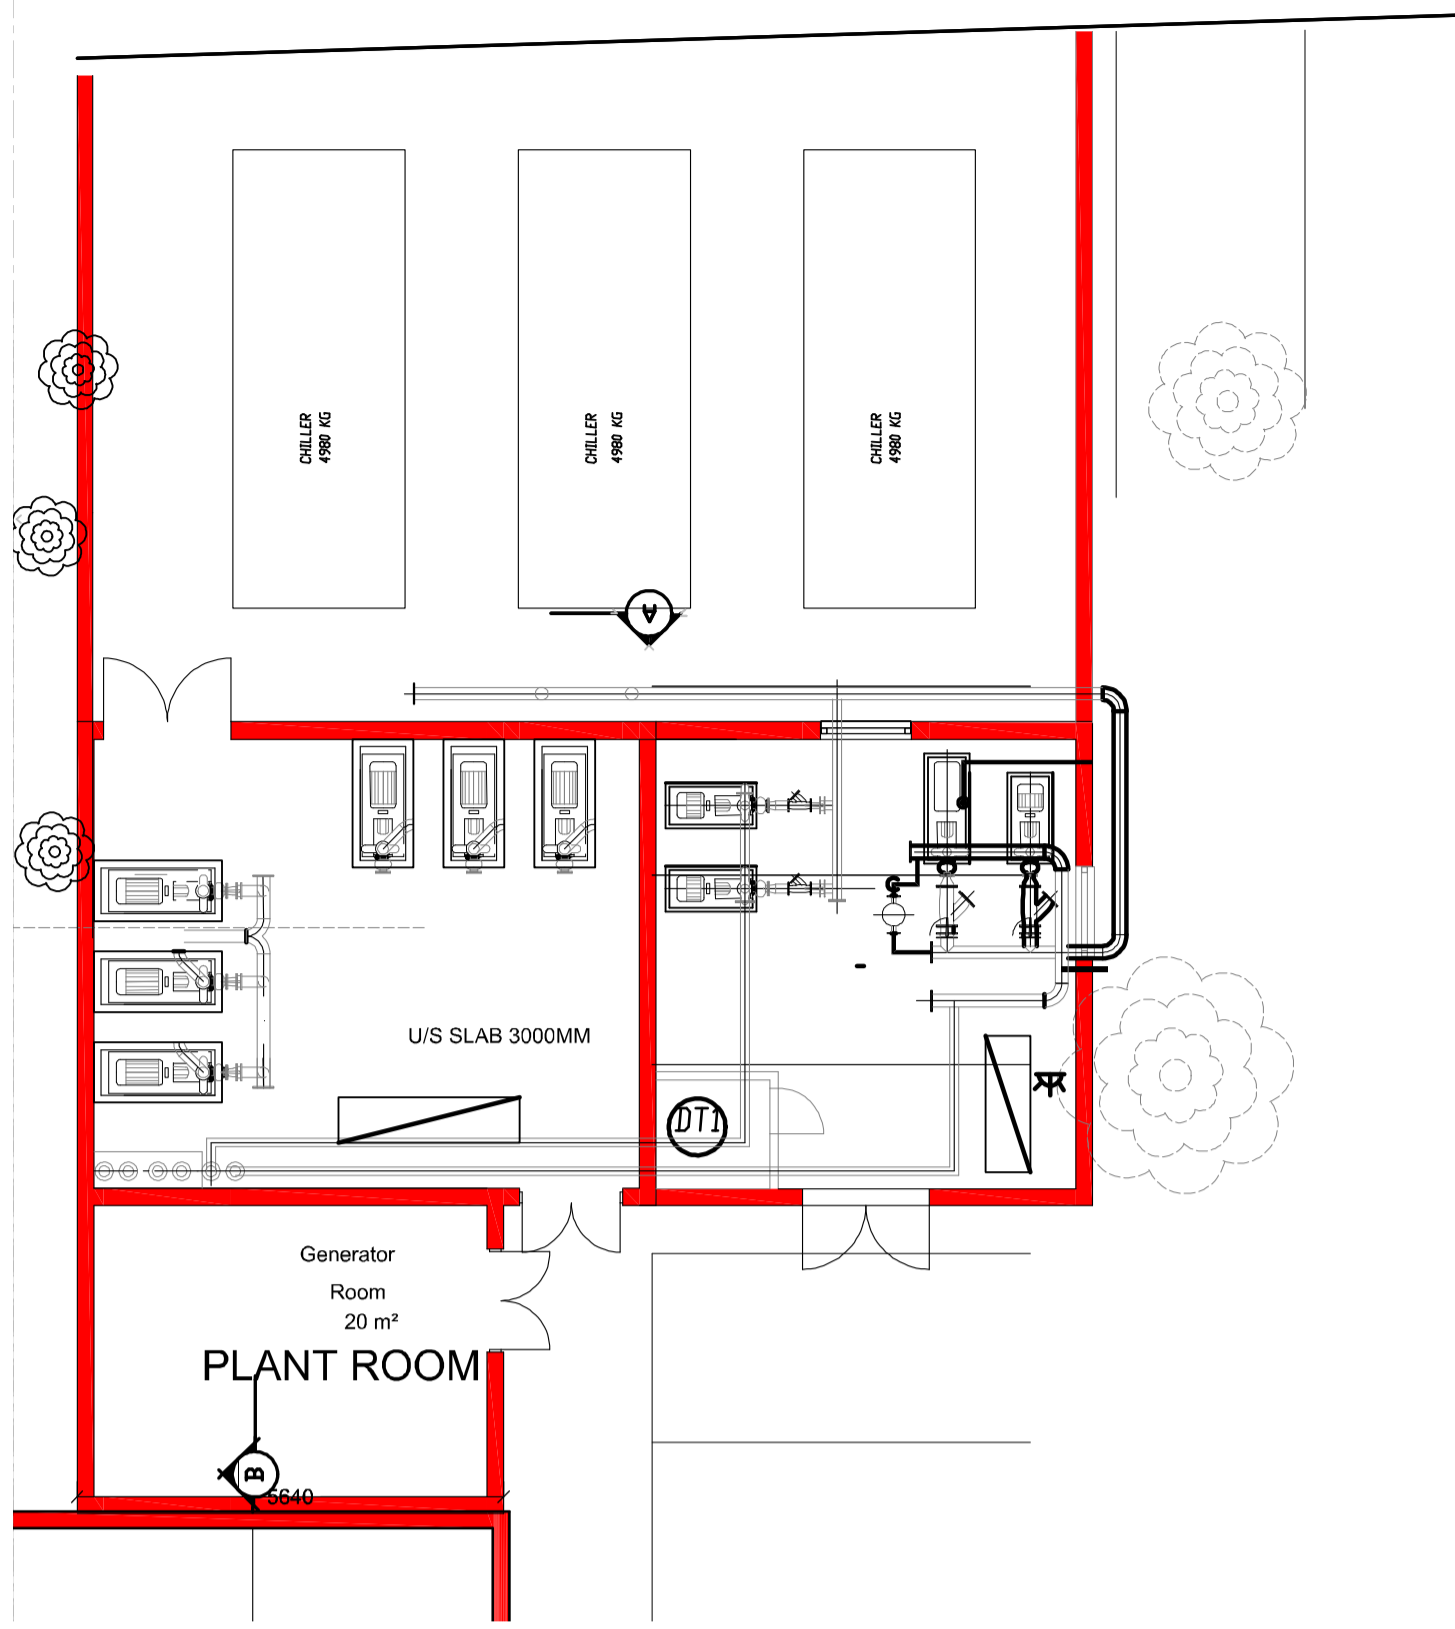 CHILLER
4980 KG
CHILLER
4980 KG
CHILLER
4980 KG
A
U/S SLAB 3000MM
DT1
Generator
Room
20 m²
PLANT ROOM
B
5640